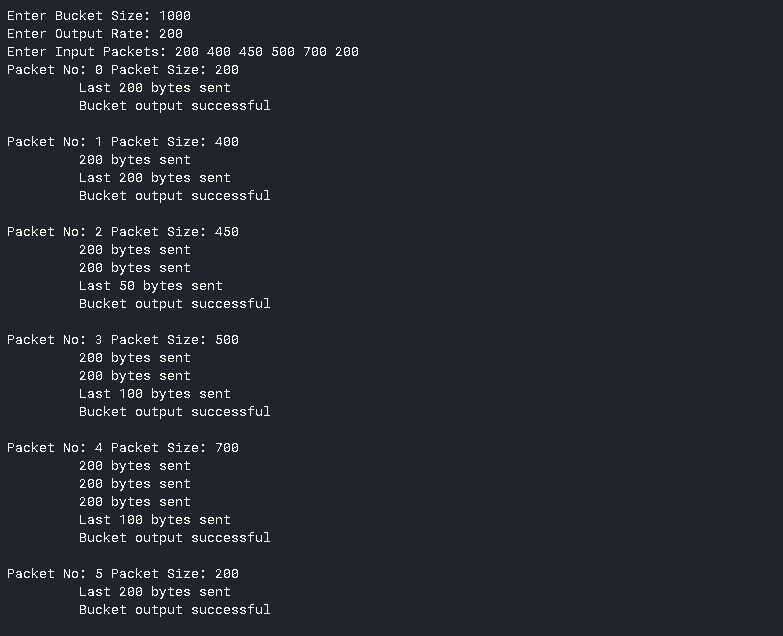 Enter Bucket Size: 1000
Enter Output Rate: 200
Enter Input Packets: 200 400 450 500 700 200
Packet No: 0 Packet Size: 200
Last 200 bytes sent
Bucket output successful
Packet No: 1 Packet Size: 400
200 bytes sent
Last 200 bytes sent
Bucket output successful
Packet No: 2 Packet Size: 450
200 bytes sent
200 bytes sent
Last 50 bytes sent
Bucket output successful
Packet No: 3 Packet Size: 500
200 bytes sent
200 bytes sent
Last 100 bytes sent
Bucket output successful
Packet No: 4 Packet Size: 700
200 bytes sent
200 bytes sent
200 bytes sent
Last 100 bytes sent
Bucket output successful
Packet No: 5 Packet Size: 200
Last 200 bytes sent
Bucket output successful